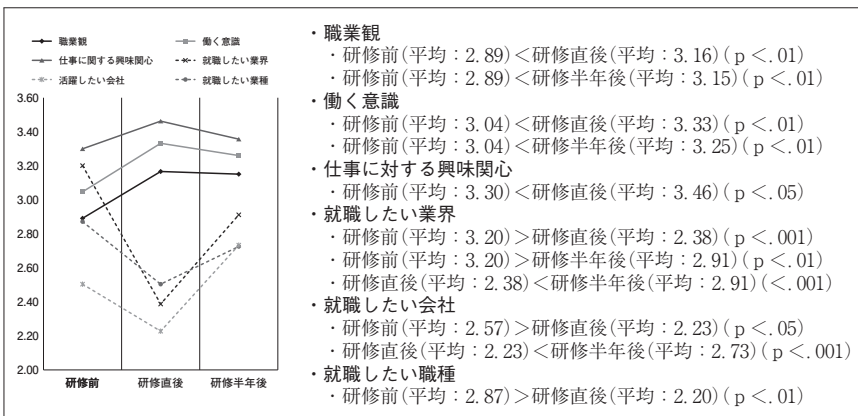 職業観
働く意識
仕事に関する興味関心
就職したい業界
活躍したい会社
就職したい業種
3.60
3.40
3.20
3.00
2.80
2.60
2.40
2.20
2.00
研修前
研修直後
研修半年後
・職業観
・研修前(平均：2.89)＜研修直後(平均：3.16)(p＜.01)
・研修前(平均：2.89)＜研修半年後(平均：3.15)(p＜.01)
・働く意識
・研修前(平均：3.04)＜研修直後(平均：3.33)(p＜.01)
・研修前(平均：3.04)＜研修半年後(平均：3.25)(p＜.01)
・仕事に対する興味関心
・研修前(平均：3.30)＜研修直後(平均：3.46)(p＜.05)
・就職したい業界
・研修前(平均：3.20)＞研修直後(平均：2.38)(p＜.001)
・研修前(平均：3.20)＞研修半年後(平均：2.91)(p＜.01)
・研修直後(平均：2.38)＜研修半年後(平均：2.91)(＜.001)
・就職したい会社
・研修前(平均：2.57)＞研修直後(平均：2.23)(p＜.05)
・研修直後(平均：2.23)＜研修半年後(平均：2.73)(p＜.001)
・就職したい職種
・研修前(平均：2.87)＞研修直後(平均：2.20)(p＜.01)